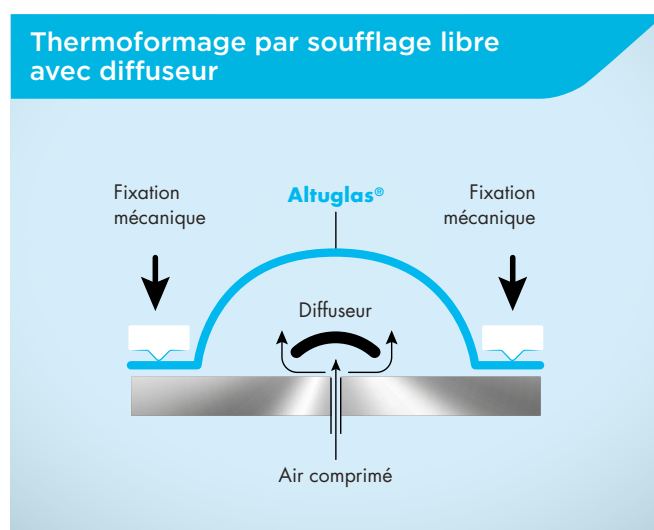 Thermoformage par soufflage libre
avec diffuseur
Fixation
mécanique
Altuglas®
Fixation
mécanique
Diffuseur
Air comprimé